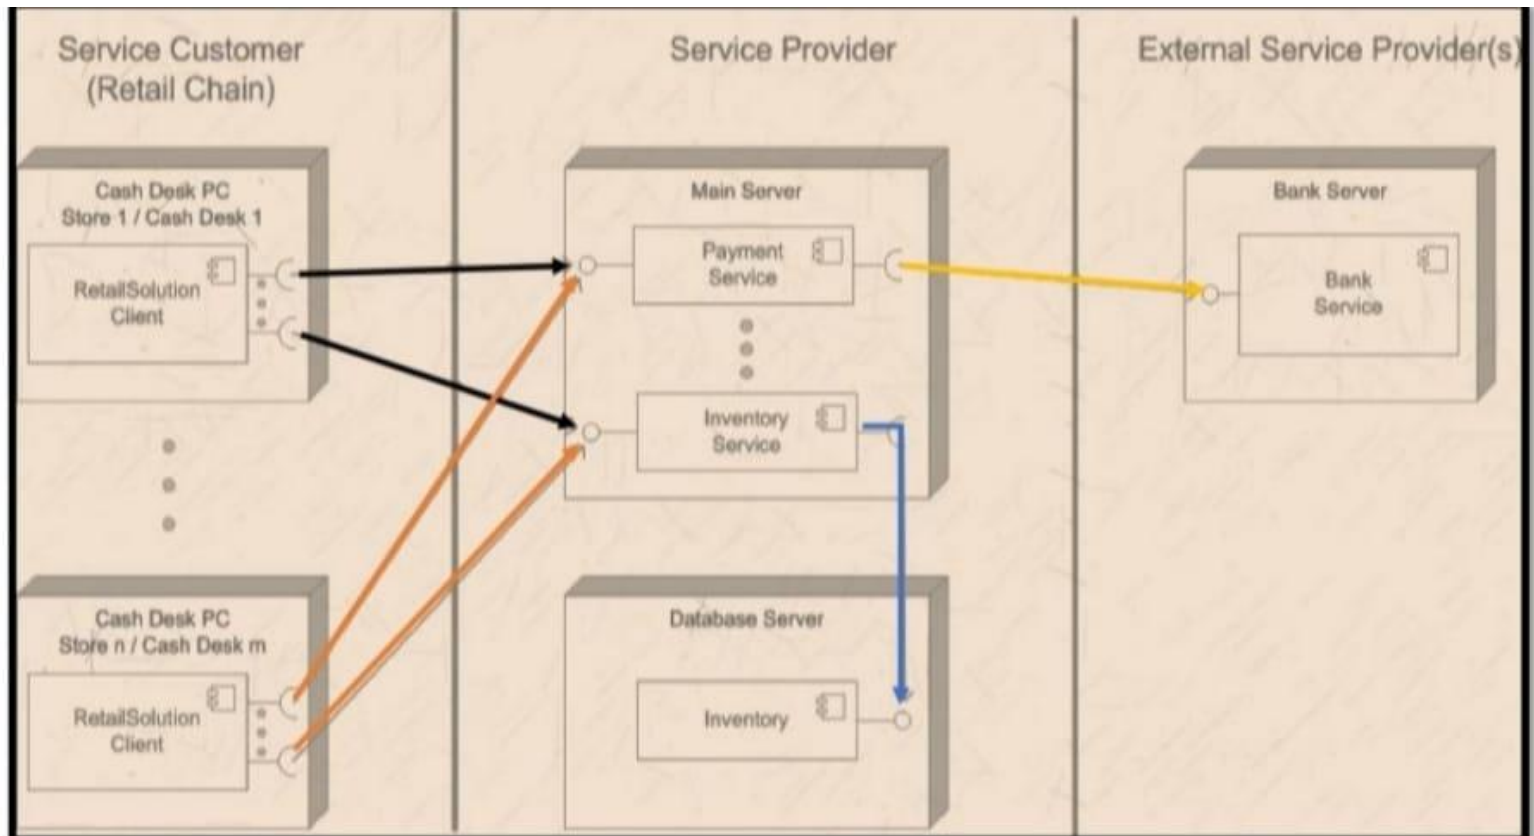 Service Customer
(Retail Chain)
Service Provider
External Service Provider(s)
Cash Desk PC
Store 1 / Cash Desk 1
RetailSolution
Client
Main Server
Payment
Service
Inventory
Service
Bank Server
Bank
Service
Cash Desk PC
Store n / Cash Desk m
RetailSolution
Client
Database Server
Inventory